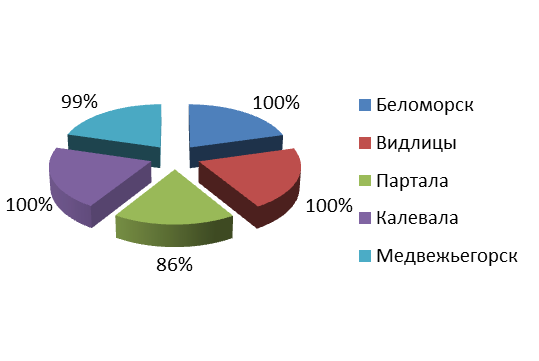 99%
100%
100%
86%
100%
Беломорск
Видлицы
Партала
Калевала
Медвежьегорск